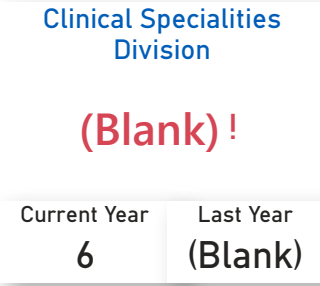 Clinical Specialities
Division
(Blank) !
Current Year Last Year
6 (Blank)